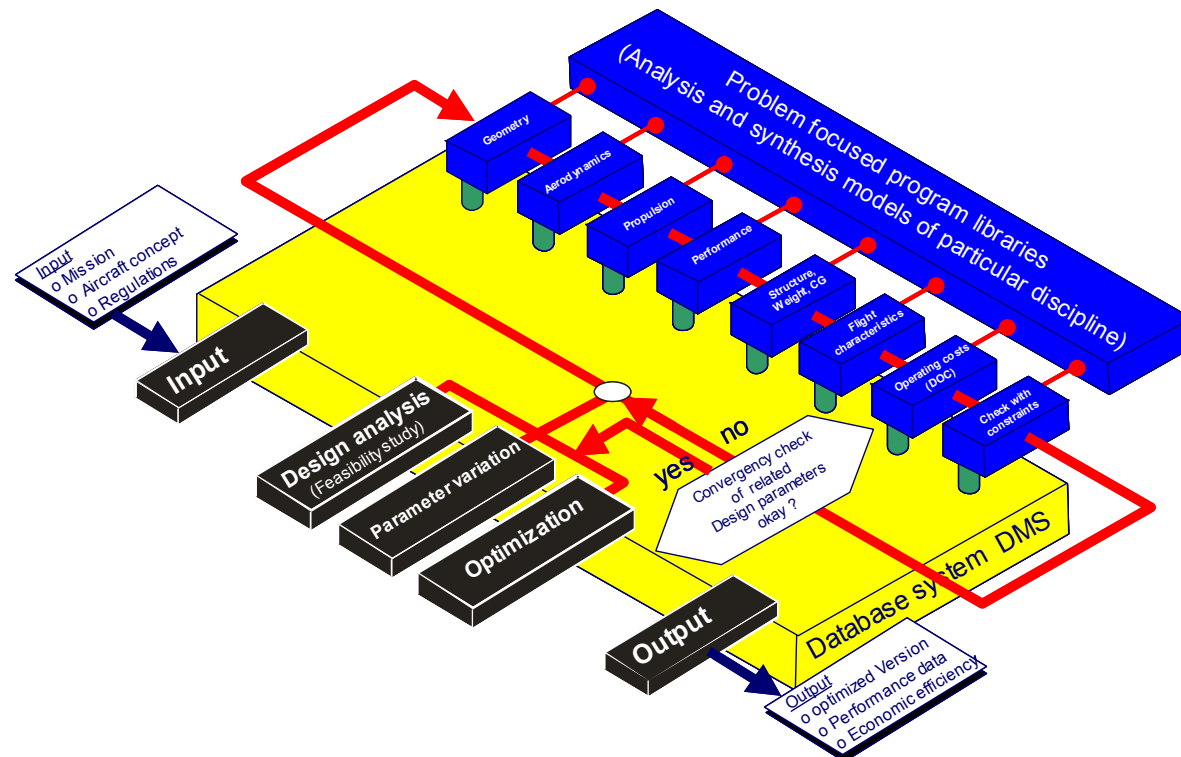 Problem focused program libraries
(Analysis and synthesis models of particular discipline)
Geometry
Aerodynamics
Propulsion
Performance
Structure,
Weight, CG
Flight
characteristics
Operating costs
(DOC)
Check with
constraints
Input
o Mission
o Aircraft concept
o Regulations
Input
Design analysis
(Feasibility study)
Parameter variation
Optimization
yes
no
Convergency check
of related
Design parameters
okay ?
Database system DMS
Output
Output
o optimized Version
o Performance data
o Economic efficiency